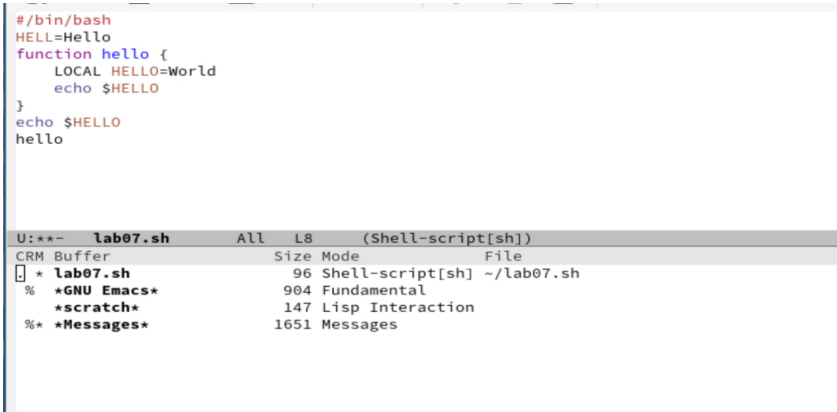 #/bin/bash
HELL=Hello
function hello {
    LOCAL HELLO=World
    echo $HELLO
}
echo $HELLO
hello
U:**-   lab07.sh       All   L8     (Shell-script[sh])
CRM Buffer                Size Mode             File
. * lab07.sh                96 Shell-script[sh] ~/lab07.sh
 %  *GNU Emacs*            904 Fundamental
    *scratch*              147 Lisp Interaction
 %* *Messages*            1651 Messages